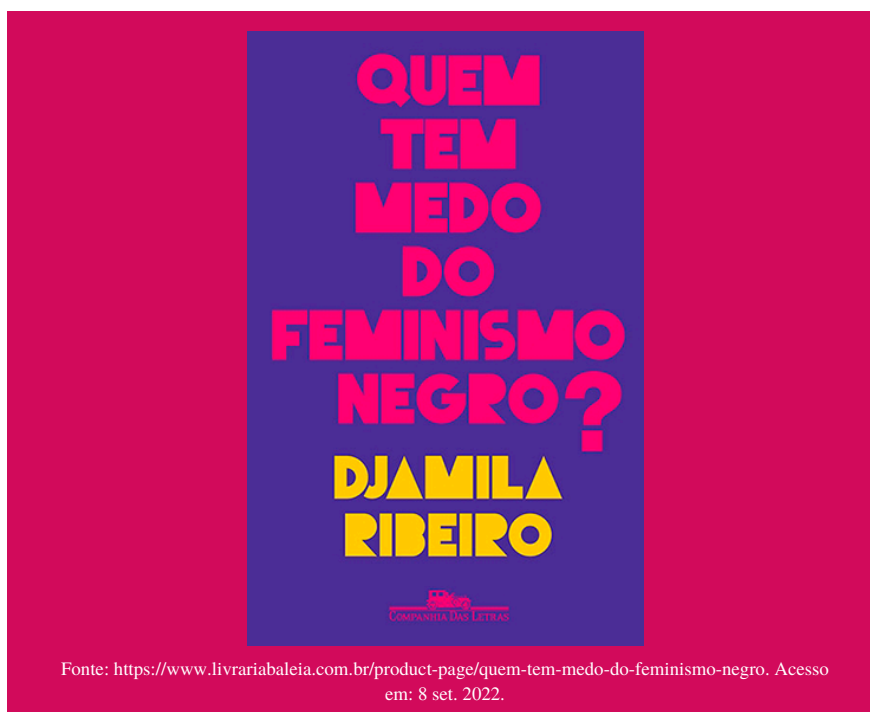 QUEM
TEM
MEDO
DO
FEMINISMO
NEGRO?
DJAMILA
RIBEIRO
COMPANHIA DAS LETRAS
Fonte: https://www.livrariabaleia.com.br/product-page/quem-tem-medo-do-feminismo-negro. Acesso
em: 8 set. 2022.